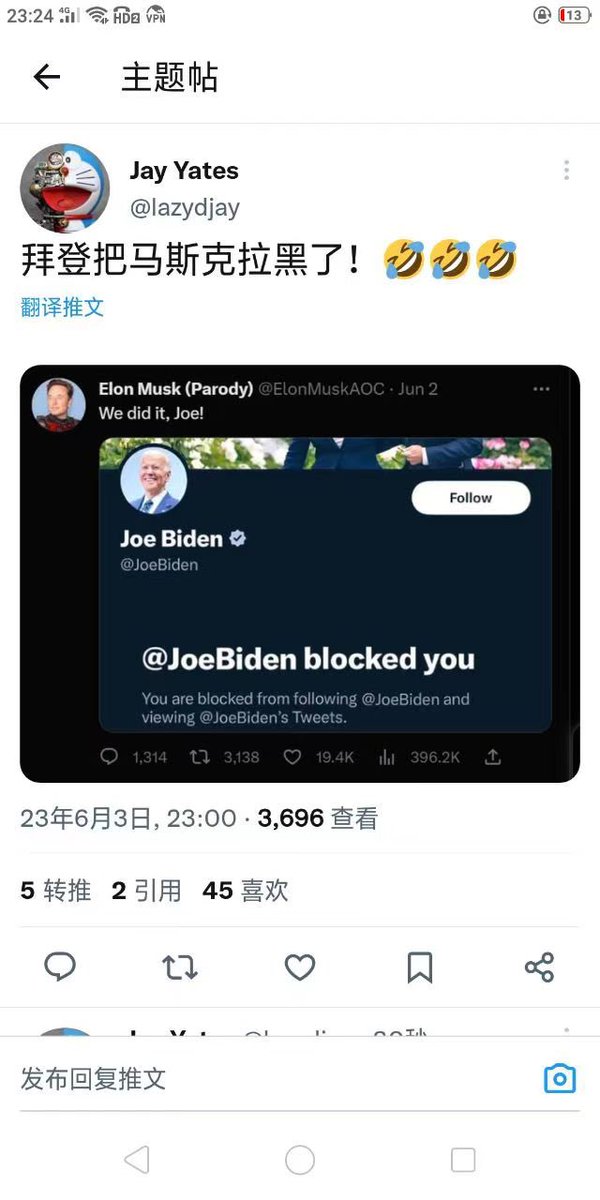 23:24 4G HD2 VPN 13
主题帖
Jay Yates
@lazydjay
拜登把马斯克拉黑了！🤣🤣🤣
翻译推文
Elon Musk (Parody) @ElonMuskAOC · Jun 2
We did it, Joe!
Follow
Joe Biden
@JoeBiden
@JoeBiden blocked you
You are blocked from following @JoeBiden and
viewing @JoeBiden's Tweets.
1,314 3,138 19.4K 396.2K
23年6月3日, 23:00 · 3,696 查看
5 转推 2 引用 45 喜欢
发布回复推文